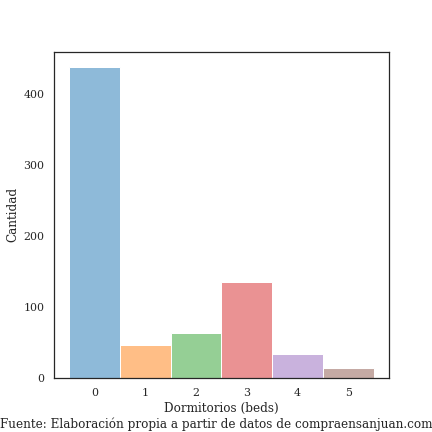 400
300
200
100
0
0 1 2 3 4 5
Cantidad
Dormitorios (beds)
Fuente: Elaboración propia a partir de datos de compraensanjuan.com